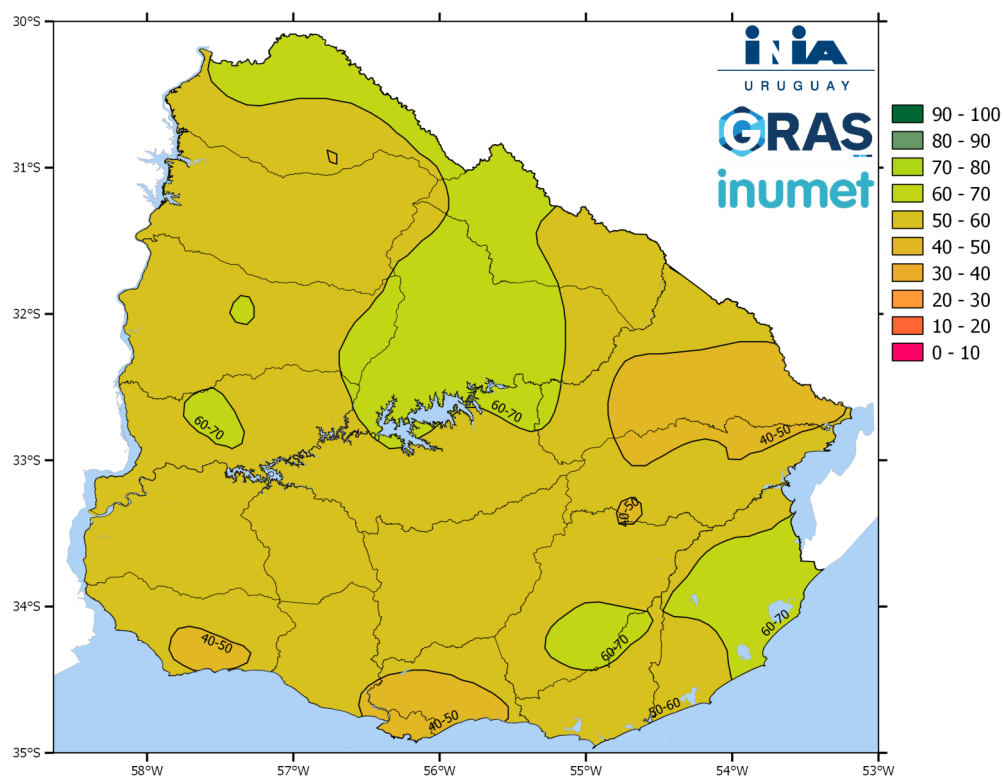 30°S
31°S
32°S
33°S
34°S
35°S
58°W
57°W
56°W
55°W
54°W
53°W
INIA
URUGUAY
GRAS
inumet
90 - 100
80 - 90
70 - 80
60 - 70
50 - 60
40 - 50
30 - 40
20 - 30
10 - 20
0 - 10
60-70
60-70
40-50
40-50
60-70
60-70
40-50
40-50
50-60